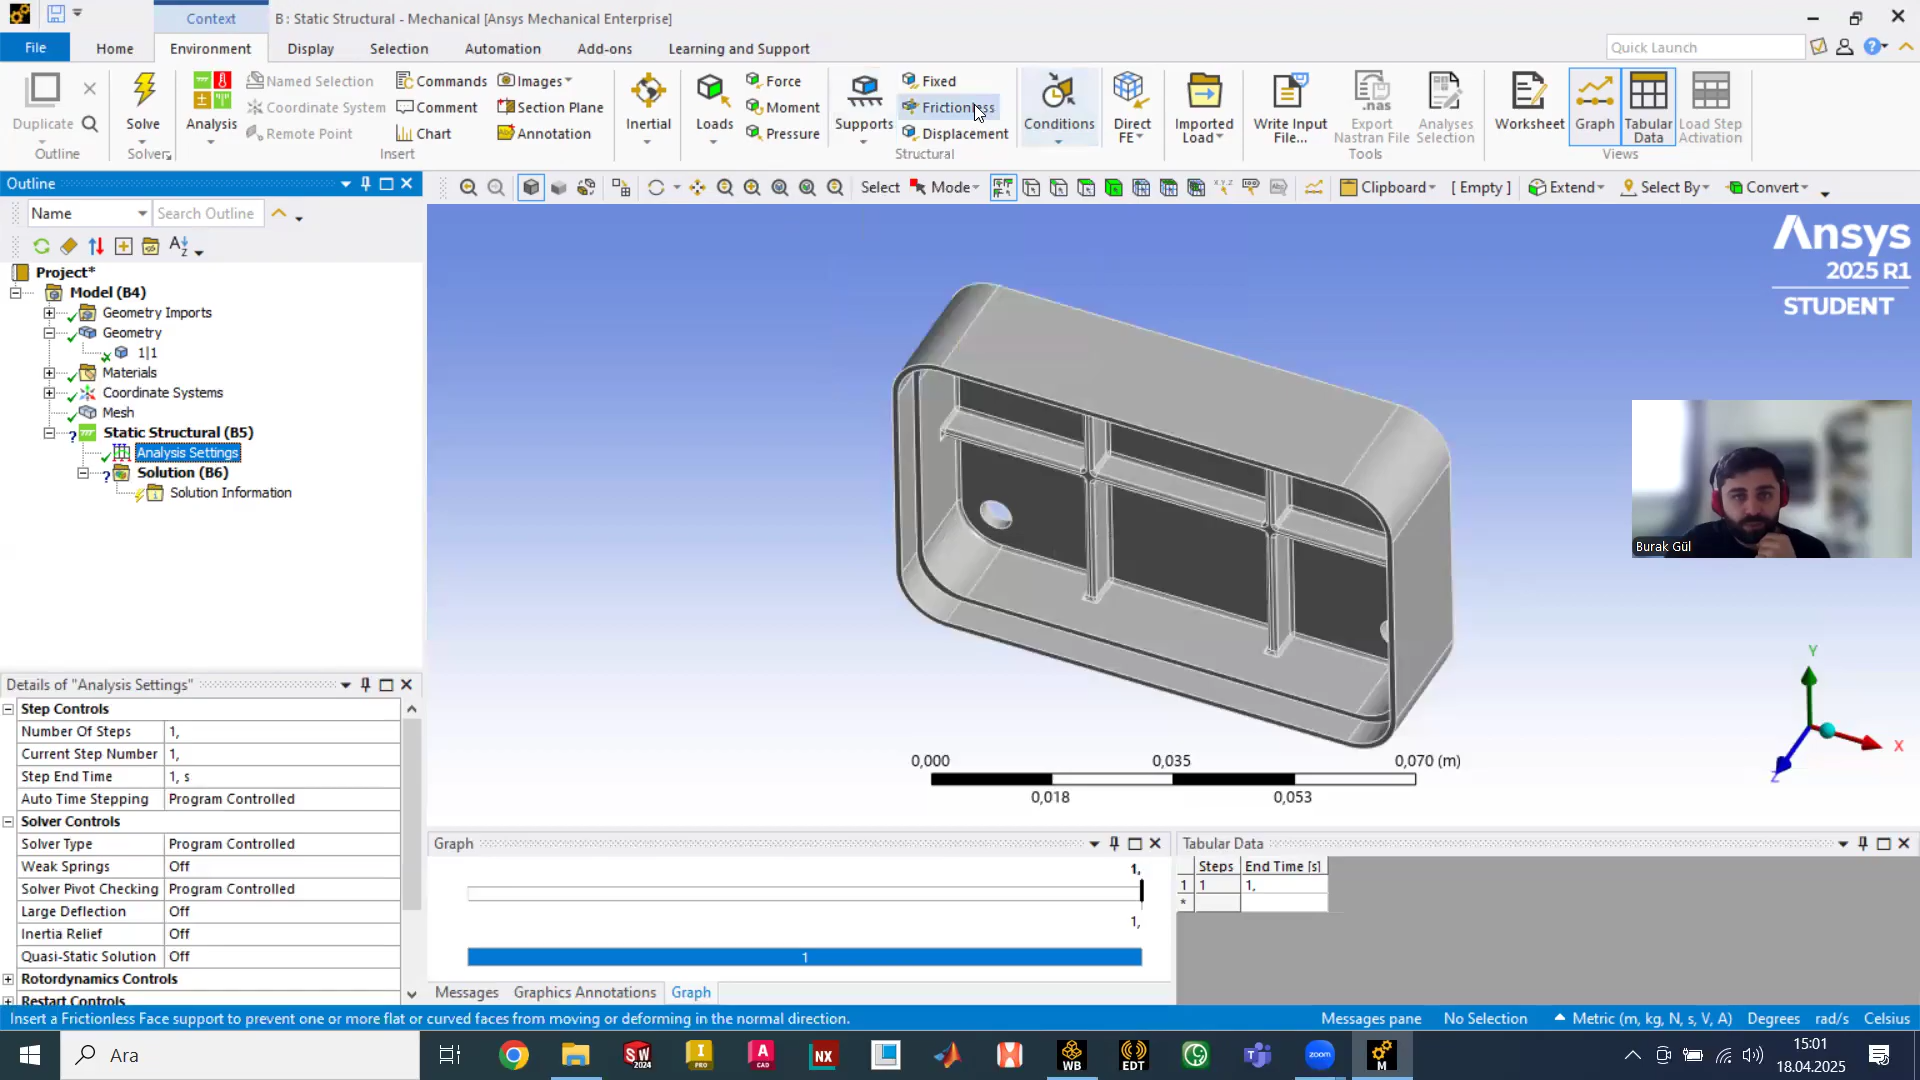 Context
B : Static Structural - Mechanical [Ansys Mechanical Enterprise]
File
Home
Environment
Display
Selection
Automation
Add-ons
Learning and Support
Quick Launch
Duplicate
Outline
Solve
Solver
Analysis
Named Selection
Coordinate System
Remote Point
Commands
Comment
Chart
Images
Section Plane
Annotation
Insert
Inertial
Loads
Force
Moment
Pressure
Supports
Fixed
Frictionless
Displacement
Structural
Conditions
Direct
FE
Imported
Load
Write Input
File...
.nas
Export
Nastran File
Analyses
Selection
Tools
Worksheet
Graph
Tabular
Data
Load Step
Activation
Views
Outline
Name
Search Outline
Select
Mode
Clipboard
[ Empty ]
Extend
Select By
Convert
Project*
Model (B4)
Geometry Imports
Geometry
1|1
Materials
Coordinate Systems
Mesh
Static Structural (B5)
Analysis Settings
Solution (B6)
Solution Information
Ansys
2025 R1
STUDENT
Burak Gül
Y
X
Z
0,000
0,035
0,070 (m)
0,018
0,053
Details of "Analysis Settings"
Step Controls
Number Of Steps 1,
Current Step Number 1,
Step End Time 1, s
Auto Time Stepping Program Controlled
Solver Controls
Solver Type Program Controlled
Weak Springs Off
Solver Pivot Checking Program Controlled
Large Deflection Off
Inertia Relief Off
Quasi-Static Solution Off
Rotordynamics Controls
Restart Controls
Graph
1,
1,
1
Messages
Graphics Annotations
Graph
Tabular Data
Steps End Time [s]
1 1 1,
*
Insert a Frictionless Face support to prevent one or more flat or curved faces from moving or deforming in the normal direction.
Messages pane
No Selection
Metric (m, kg, N, s, V, A)
Degrees
rad/s
Celsius
Ara
SW
2024
I
PRO
A
CAD
NX
WB
EDT
zoom
M
15:01
18.04.2025